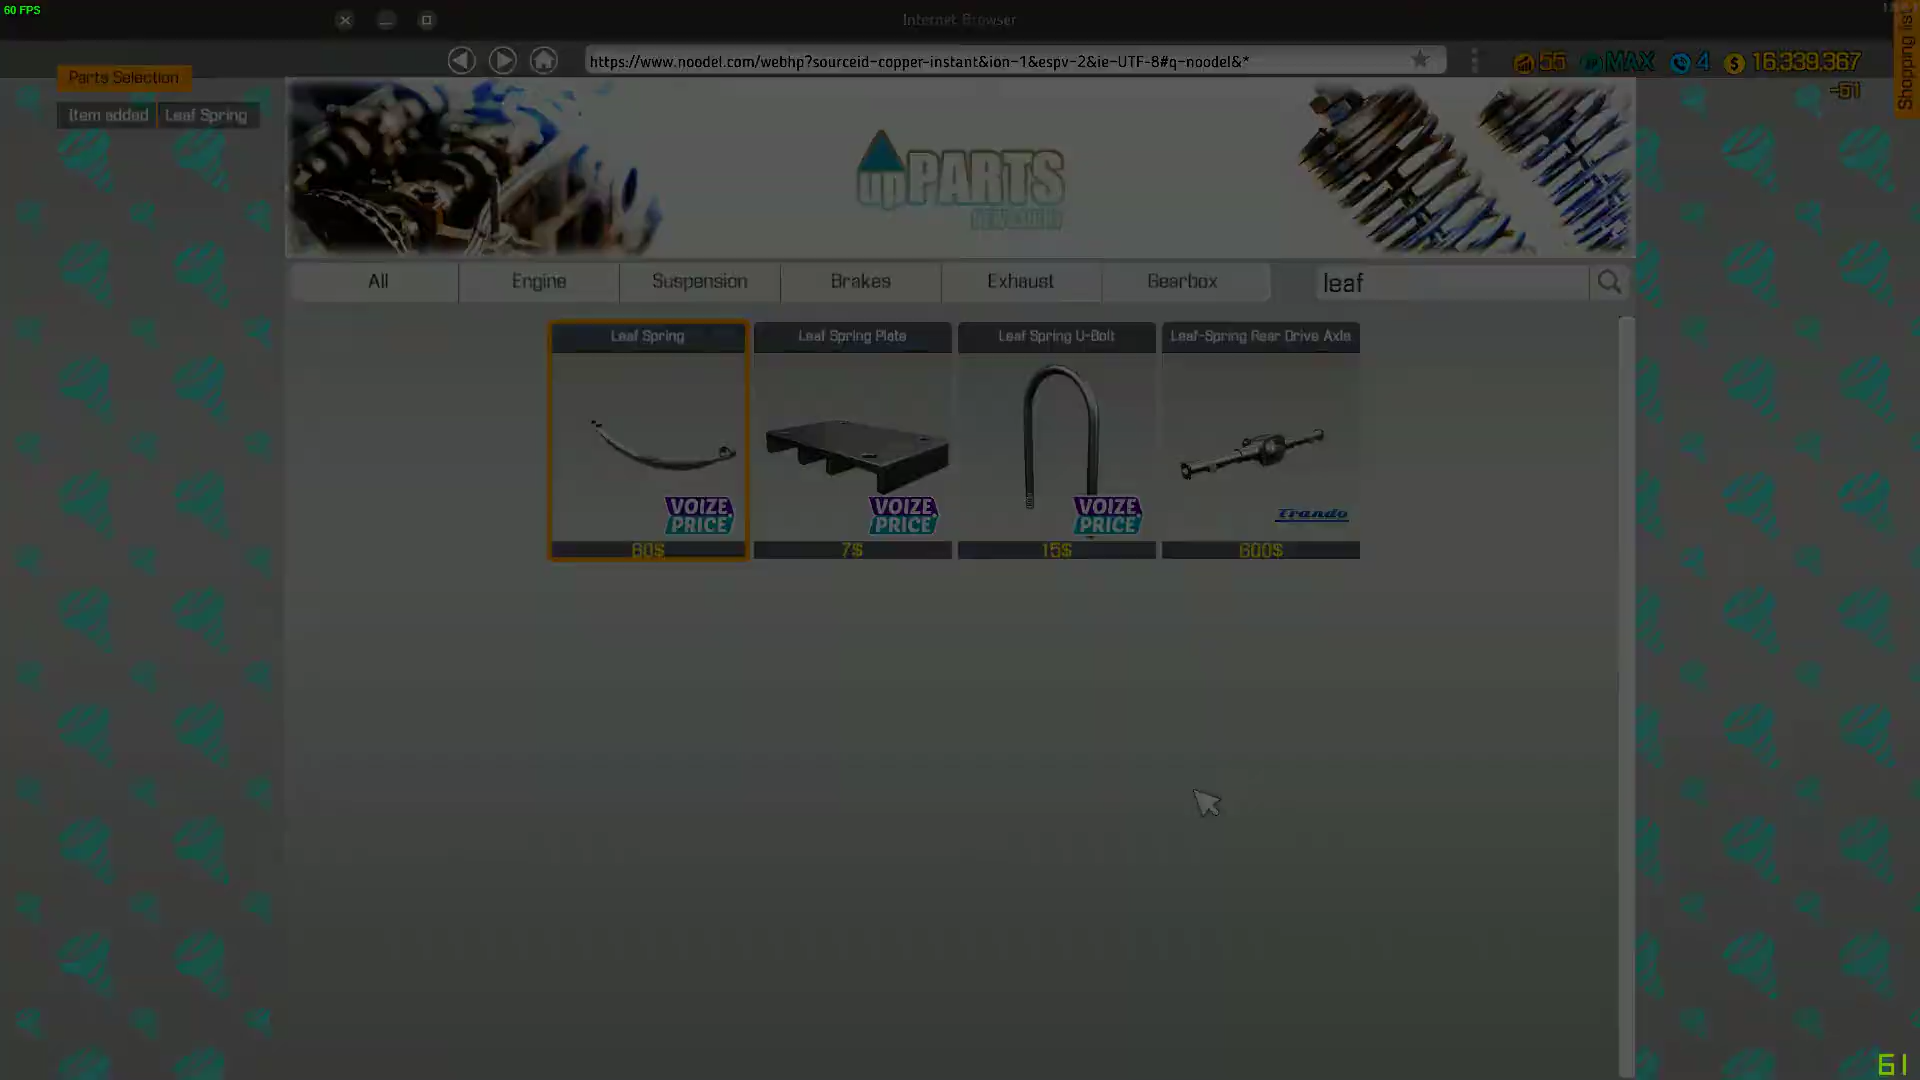 60 FPS
Internet Browser
https://www.noodel.com/webhp?sourceid-copper-instant&ion-1&espv-2&ie-UTF-8#q-noodel&*
55 MAX 4 $ 16.339.367
-51
Shopping list
Parts Selection
Item added Leaf Spring
upPARTS
All Engine Suspension Brakes Exhaust Gearbox leaf
Leaf Spring Leaf Spring Plate Leaf Spring U-Bolt Leaf-Spring Rear Drive Axle
VOIZE PRICE
VOIZE PRICE
VOIZE PRICE
Trando
60$ 7$ 15$ 600$
61